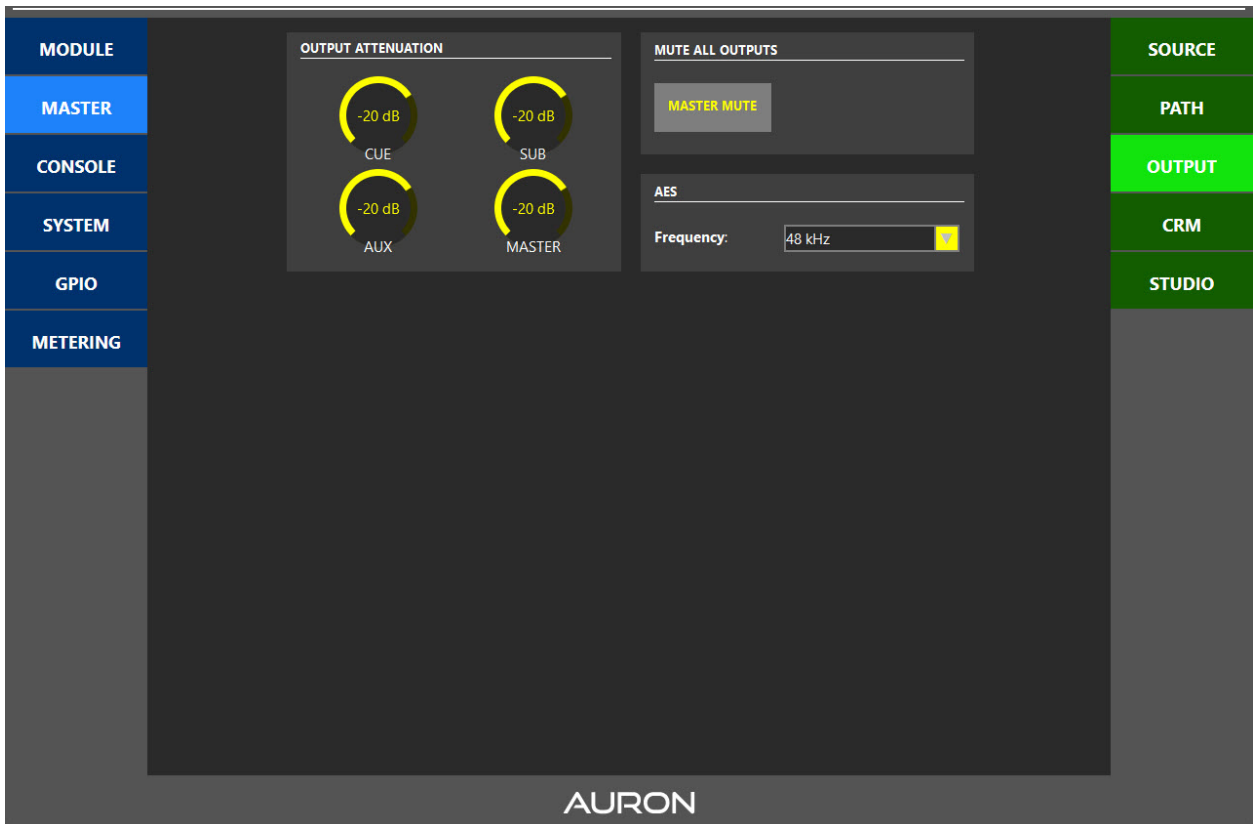 MODULE
MASTER
CONSOLE
SYSTEM
GPIO
METERING
OUTPUT ATTENUATION
-20 dB
CUE
-20 dB
SUB
-20 dB
AUX
-20 dB
MASTER
MUTE ALL OUTPUTS
MASTER MUTE
AES
Frequency: 48 kHz
SOURCE
PATH
OUTPUT
CRM
STUDIO
AURON